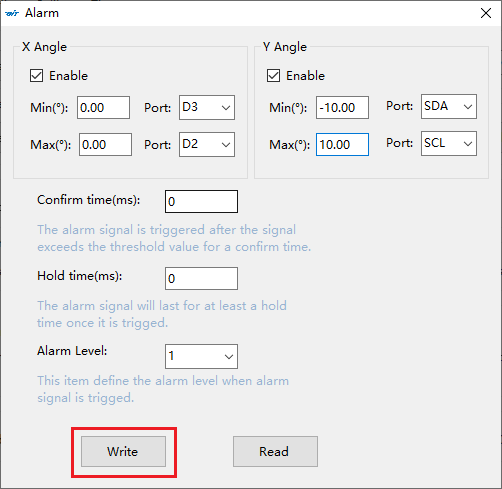 Alarm
X Angle
Enable
Min(°): 0.00 Port: D3
Max(°): 0.00 Port: D2
Y Angle
Enable
Min(°): -10.00 Port: SDA
Max(°): 10.00 Port: SCL
Confirm time(ms): 0
The alarm signal is triggered after the signal
exceeds the threshold value for a confirm time.
Hold time(ms): 0
The alarm signal will last for at least a hold
time once it is trigged.
Alarm Level: 1
This item define the alarm level when alarm
signal is trigged.
Write Read